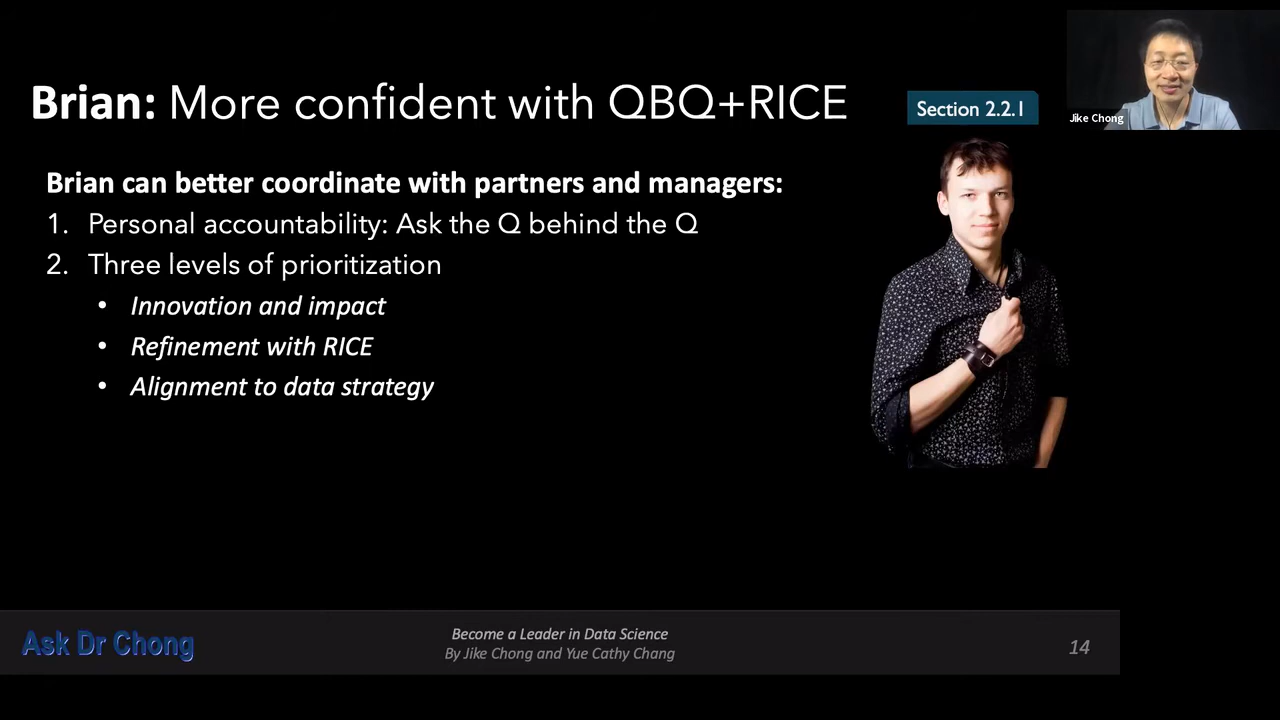 Brian: More confident with QBQ+RICE
Section 2.2.1
Jike Chong
Brian can better coordinate with partners and managers:
1. Personal accountability: Ask the Q behind the Q
2. Three levels of prioritization
• Innovation and impact
• Refinement with RICE
• Alignment to data strategy
Ask Dr Chong
Become a Leader in Data Science
By Jike Chong and Yue Cathy Chang
14